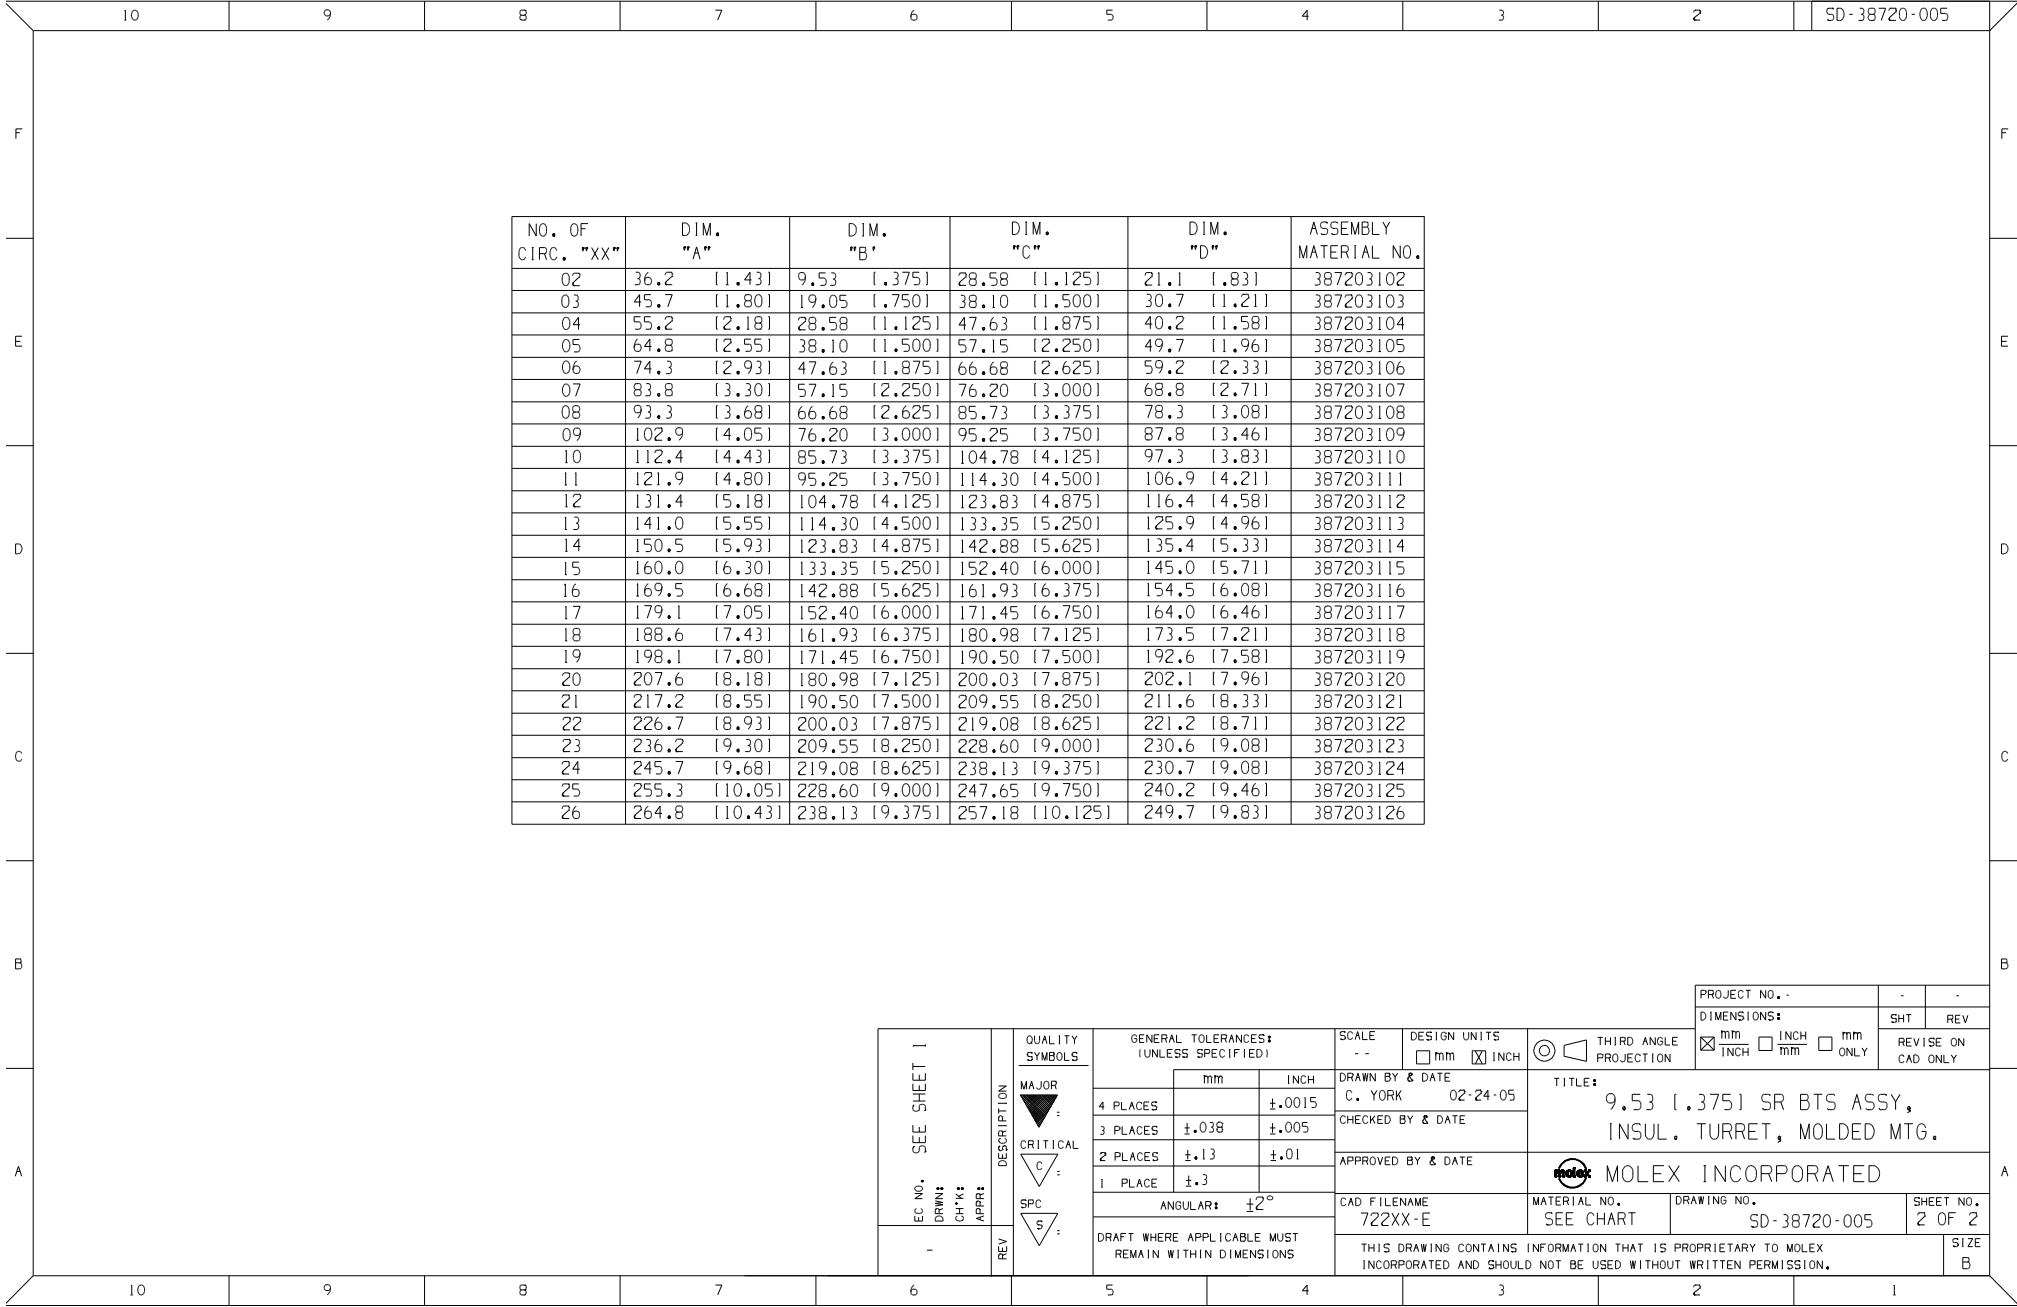 10 9 8 7 6 5 4 3 2 SD-38720-005
F F
E E
D D
C C
B B
A A
NO. OF CIRC. "XX" DIM. "A" DIM. "B' DIM. "C" DIM. "D" ASSEMBLY MATERIAL NO.
02 36.2 [1.43] 9.53 [.375] 28.58 [1.125] 21.1 [.83] 387203102
03 45.7 [1.80] 19.05 [.750] 38.10 [1.500] 30.7 [1.21] 387203103
04 55.2 [2.18] 28.58 [1.125] 47.63 [1.875] 40.2 [1.58] 387203104
05 64.8 [2.55] 38.10 [1.500] 57.15 [2.250] 49.7 [1.96] 387203105
06 74.3 [2.93] 47.63 [1.875] 66.68 [2.625] 59.2 [2.33] 387203106
07 83.8 [3.30] 57.15 [2.250] 76.20 [3.000] 68.8 [2.71] 387203107
08 93.3 [3.68] 66.68 [2.625] 85.73 [3.375] 78.3 [3.08] 387203108
09 102.9 [4.05] 76.20 [3.000] 95.25 [3.750] 87.8 [3.46] 387203109
10 112.4 [4.43] 85.73 [3.375] 104.78 [4.125] 97.3 [3.83] 387203110
11 121.9 [4.80] 95.25 [3.750] 114.30 [4.500] 106.9 [4.21] 387203111
12 131.4 [5.18] 104.78 [4.125] 123.83 [4.875] 116.4 [4.58] 387203112
13 141.0 [5.55] 114.30 [4.500] 133.35 [5.250] 125.9 [4.96] 387203113
14 150.5 [5.93] 123.83 [4.875] 142.88 [5.625] 135.4 [5.33] 387203114
15 160.0 [6.30] 133.35 [5.250] 152.40 [6.000] 145.0 [5.71] 387203115
16 169.5 [6.68] 142.88 [5.625] 161.93 [6.375] 154.5 [6.08] 387203116
17 179.1 [7.05] 152.40 [6.000] 171.45 [6.750] 164.0 [6.46] 387203117
18 188.6 [7.43] 161.93 [6.375] 180.98 [7.125] 173.5 [7.21] 387203118
19 198.1 [7.80] 171.45 [6.750] 190.50 [7.500] 192.6 [7.58] 387203119
20 207.6 [8.18] 180.98 [7.125] 200.03 [7.875] 202.1 [7.96] 387203120
21 217.2 [8.55] 190.50 [7.500] 209.55 [8.250] 211.6 [8.33] 387203121
22 226.7 [8.93] 200.03 [7.875] 219.08 [8.625] 221.2 [8.71] 387203122
23 236.2 [9.30] 209.55 [8.250] 228.60 [9.000] 230.6 [9.08] 387203123
24 245.7 [9.68] 219.08 [8.625] 238.13 [9.375] 230.7 [9.08] 387203124
25 255.3 [10.05] 228.60 [9.000] 247.65 [9.750] 240.2 [9.46] 387203125
26 264.8 [10.43] 238.13 [9.375] 257.18 [10.125] 249.7 [9.83] 387203126
PROJECT NO. - - -
DIMENSIONS: SHT REV
mm/INCH INCH/mm mm ONLY
REVISE ON
CAD ONLY
EC NO. SEE SHEET 1
DRWN:
CH'K:
APPR:
DESCRIPTION
-
REV
QUALITY
SYMBOLS
MAJOR
=
CRITICAL
C =
SPC
S =
GENERAL TOLERANCES:
(UNLESS SPECIFIED)
mm INCH
4 PLACES ±.0015
3 PLACES ±.038 ±.005
2 PLACES ±.13 ±.01
1 PLACE ±.3
ANGULAR: ±2°
DRAFT WHERE APPLICABLE MUST
REMAIN WITHIN DIMENSIONS
SCALE
--
DESIGN UNITS
mm X INCH
THIRD ANGLE
PROJECTION
DRAWN BY & DATE
C. YORK 02-24-05
CHECKED BY & DATE
APPROVED BY & DATE
TITLE:
9.53 [.375] SR BTS ASSY,
INSUL. TURRET, MOLDED MTG.
molex MOLEX INCORPORATED
CAD FILENAME
722XX-E
MATERIAL NO.
SEE CHART
DRAWING NO.
SD-38720-005
SHEET NO.
2 OF 2
THIS DRAWING CONTAINS INFORMATION THAT IS PROPRIETARY TO MOLEX
INCORPORATED AND SHOULD NOT BE USED WITHOUT WRITTEN PERMISSION.
SIZE
B
10 9 8 7 6 5 4 3 2 1